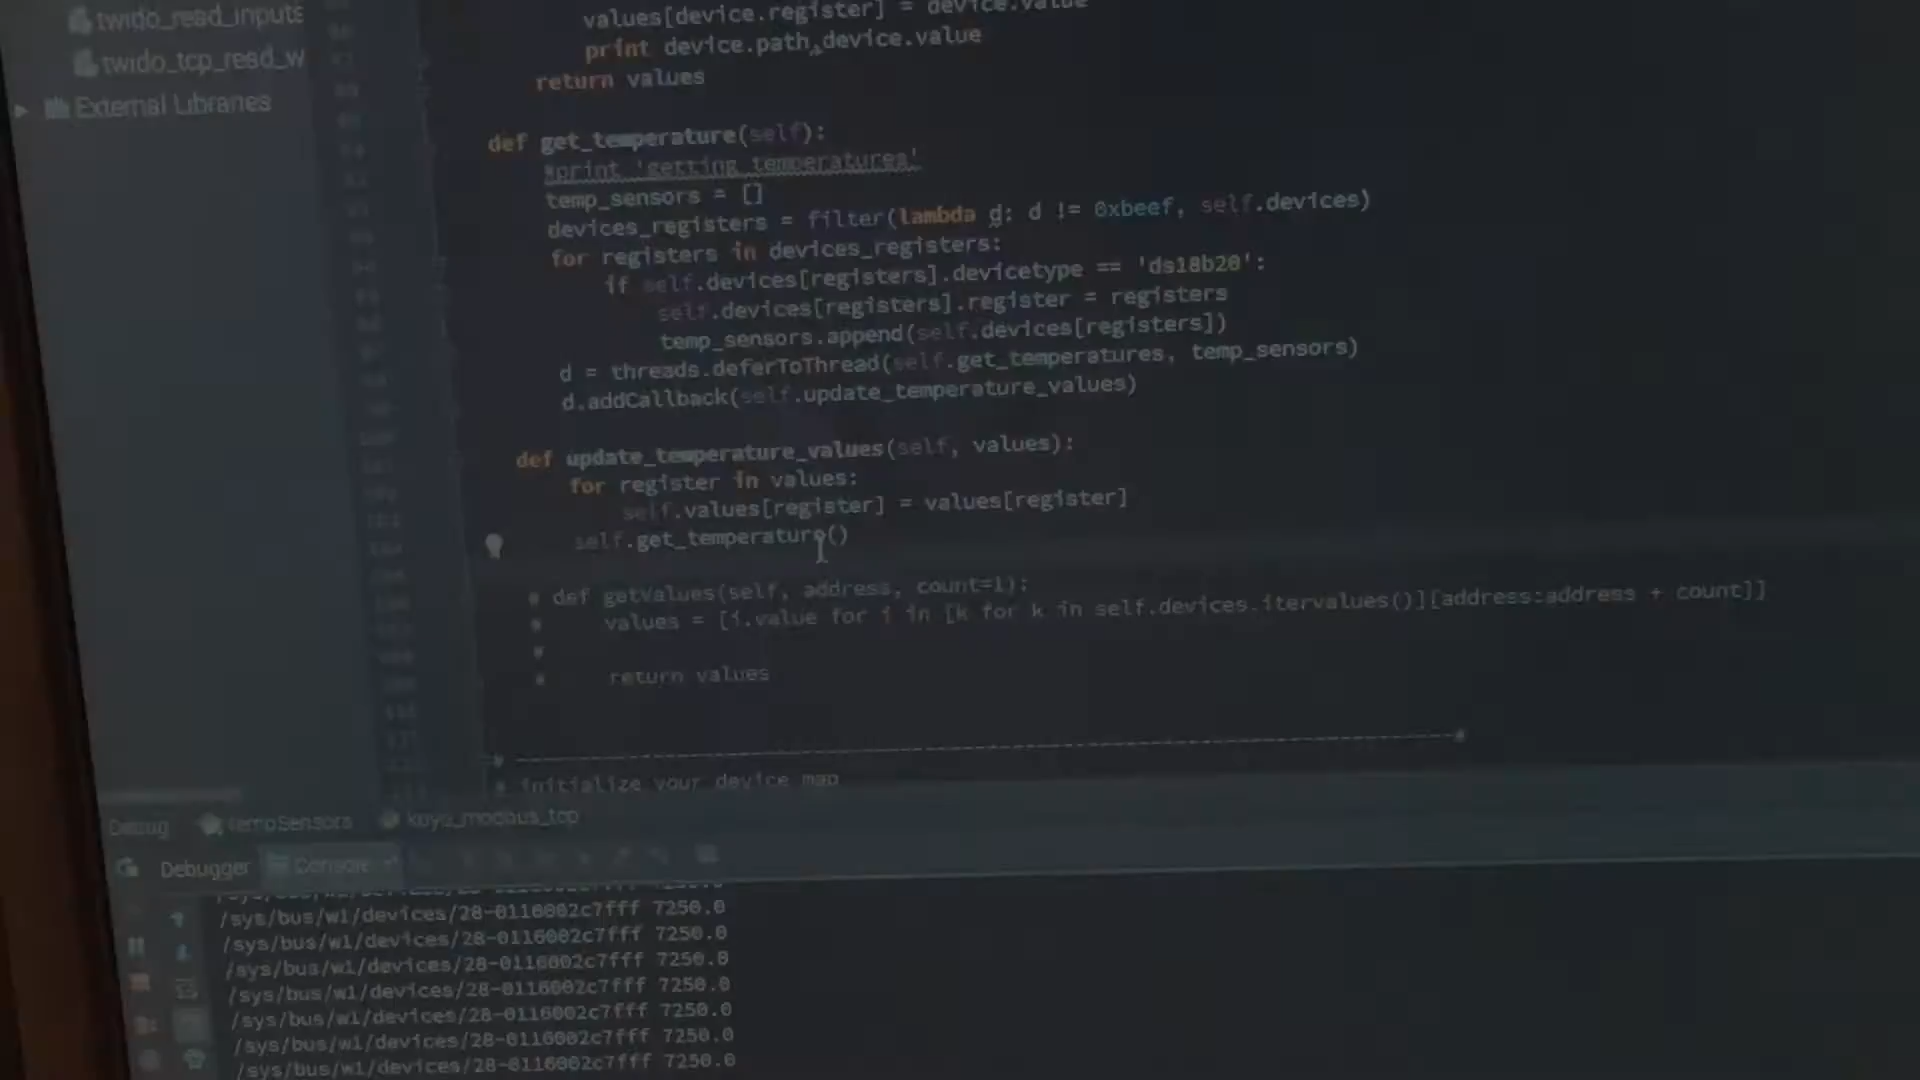 twido_read_inputs
twido_tcp_read_w
External Libraries
values[device.register] = device.value
print device.path,device.value
return values
def get_temperature(self):
#print 'getting temperatures'
temp_sensors = []
devices_registers = filter(lambda d: d != 0xbeef, self.devices)
for registers in devices_registers:
if self.devices[registers].devicetype == 'ds18b20':
self.devices[registers].register = registers
temp_sensors.append(self.devices[registers])
d = threads.deferToThread(self.get_temperatures, temp_sensors)
d.addCallback(self.update_temperature_values)
def update_temperature_values(self, values):
for register in values:
self.values[register] = values[register]
self.get_temperature()
# def getValues(self, address, count=1):
# values = [i.value for i in [k for k in self.devices.itervalues()][address:address + count]]
#
# return values
# ---------------------------------------------------------------------------#
# initialize your device map
Debug tempSensors koyo_modbus_tcp
Debugger Console
/sys/bus/w1/devices/28-0116002c7fff 7250.0
/sys/bus/w1/devices/28-0116002c7fff 7250.0
/sys/bus/w1/devices/28-0116002c7fff 7250.0
/sys/bus/w1/devices/28-0116002c7fff 7250.0
/sys/bus/w1/devices/28-0116002c7fff 7250.0
/sys/bus/w1/devices/28-0116002c7fff 7250.0
/sys/bus/w1/devices/28-0116002c7fff 7250.0